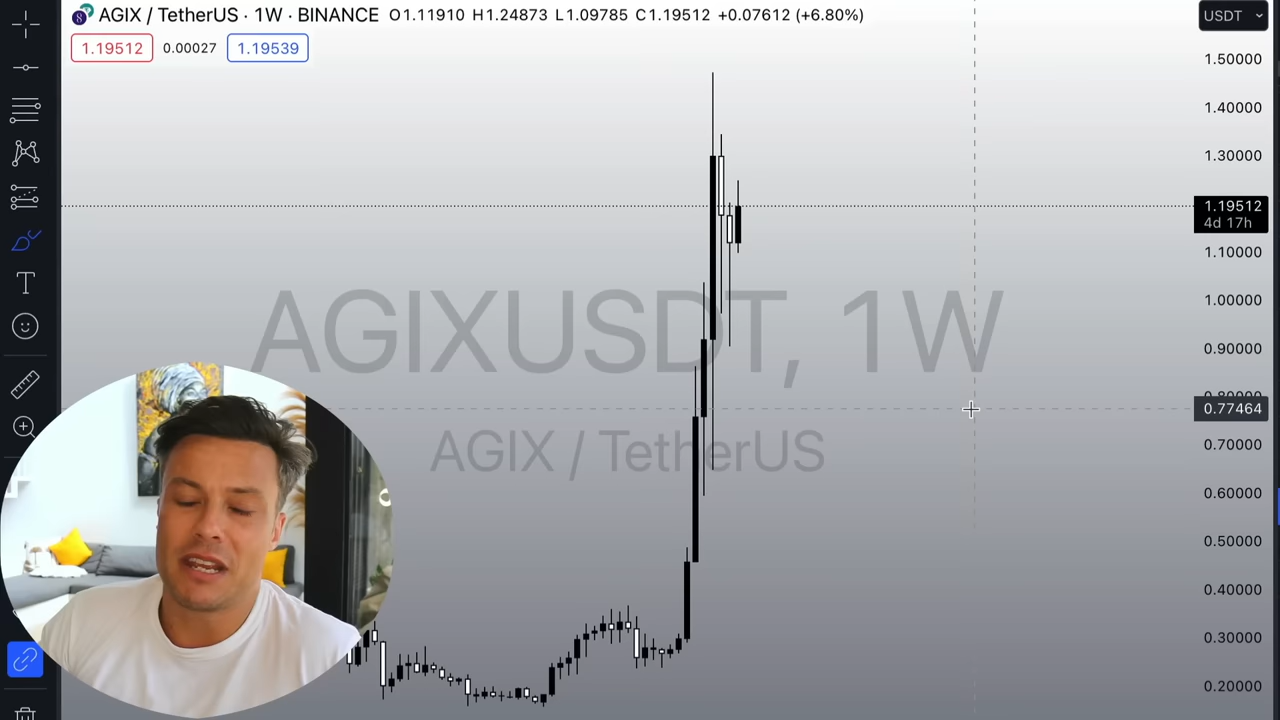 AGIX / TetherUS · 1W · BINANCE O1.11910 H1.24873 L1.09785 C1.19512 +0.07612 (+6.80%)
USDT
1.19512 0.00027 1.19539
1.50000
1.40000
1.30000
1.19512
4d 17h
1.10000
1.00000
AGIXUSDT, 1W
0.90000
0.77464
0.70000
AGIX / TetherUS
0.60000
0.50000
0.40000
0.30000
0.20000